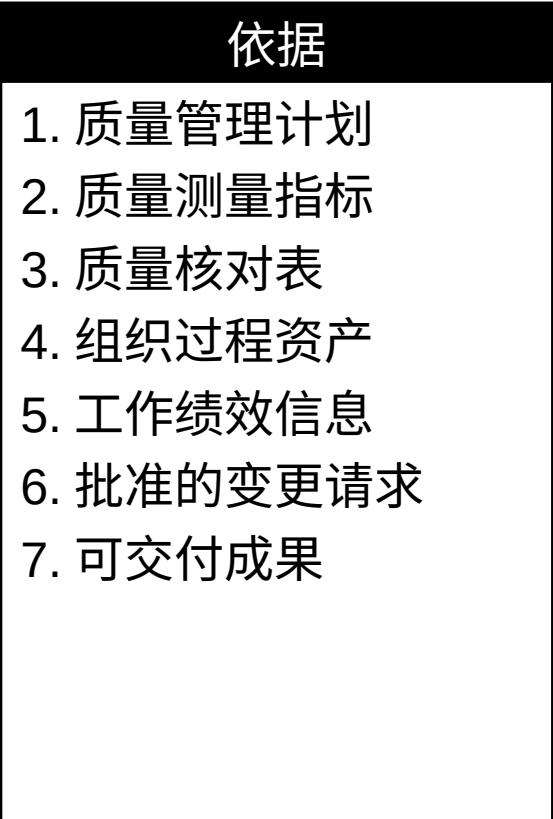 依据
1. 质量管理计划
2. 质量测量指标
3. 质量核对表
4. 组织过程资产
5. 工作绩效信息
6. 批准的变更请求
7. 可交付成果